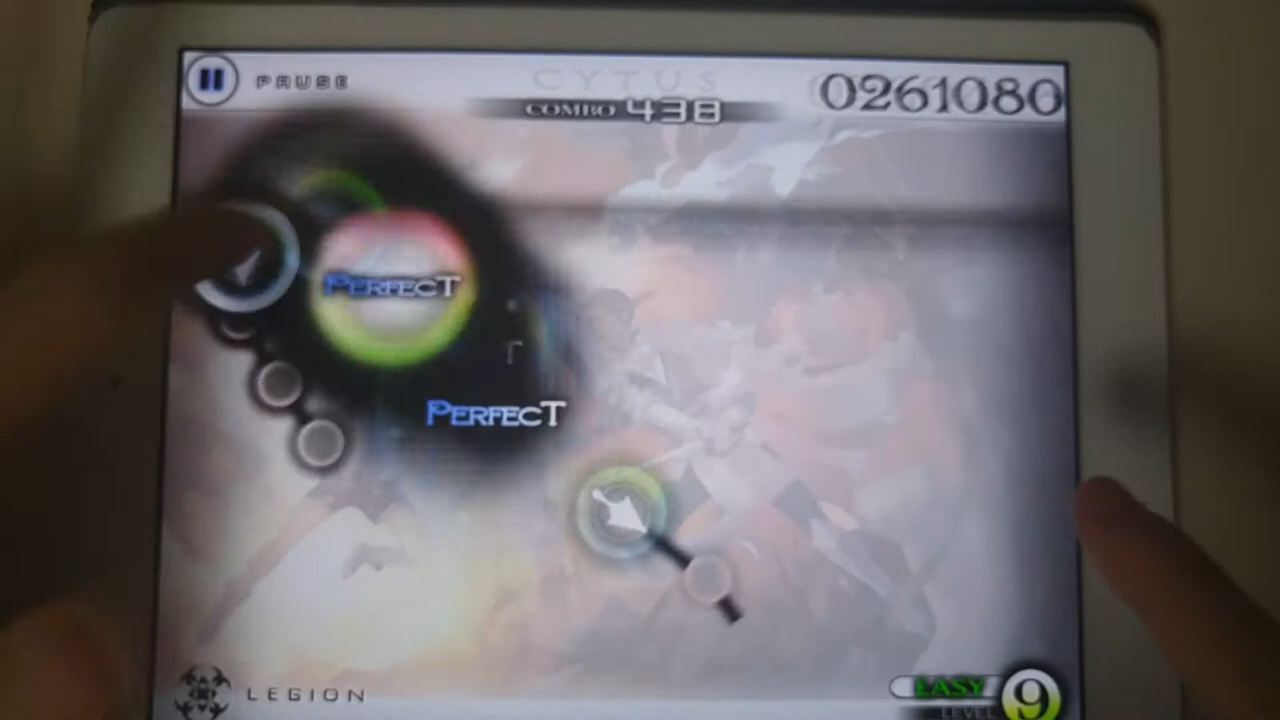 PAUSE
CYTUS
COMBO 438
0261080
PERFECT
T
PERFECT
LEGION
EASY
LEVEL 9